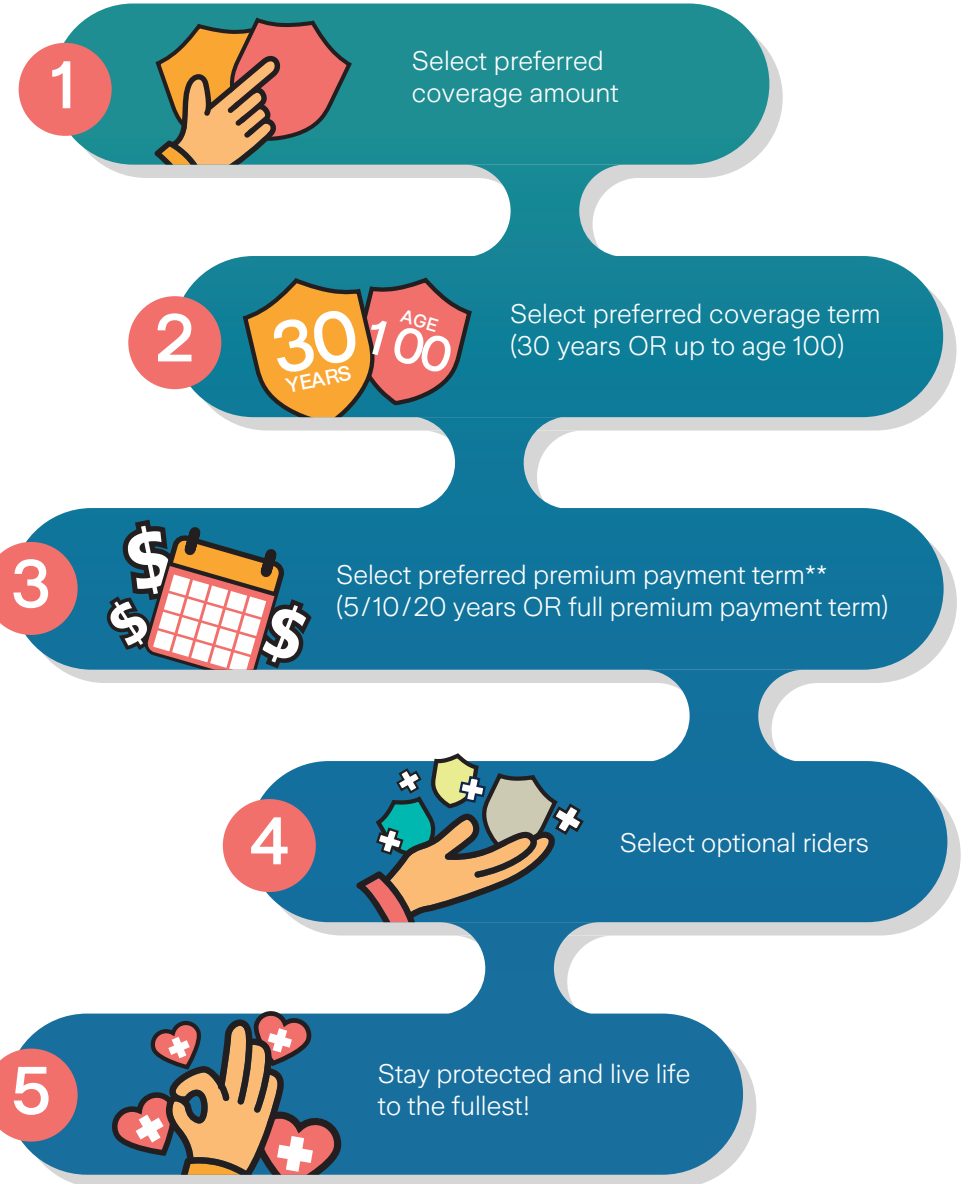 1
Select preferred
coverage amount
2
30
YEARS
AGE
100
Select preferred coverage term
(30 years OR up to age 100)
3
$
$
$
Select preferred premium payment term**
(5/10/20 years OR full premium payment term)
4
Select optional riders
5
Stay protected and live life
to the fullest!